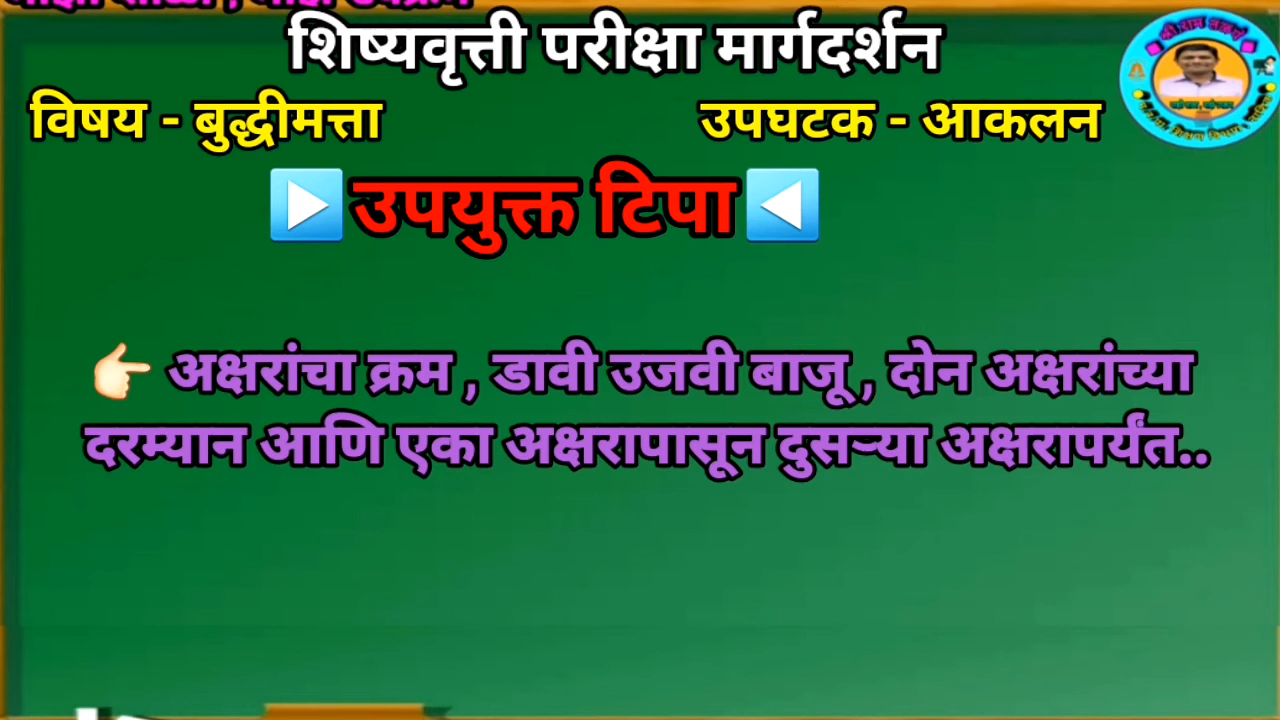 शिष्यवृत्ती परीक्षा मार्गदर्शन
विषय - बुद्धीमत्ता
उपघटक - आकलन
उपयुक्त टिपा
अक्षरांचा क्रम , डावी उजवी बाजू , दोन अक्षरांच्या
दरम्यान आणि एका अक्षरापासून दुसऱ्या अक्षरापर्यंत..